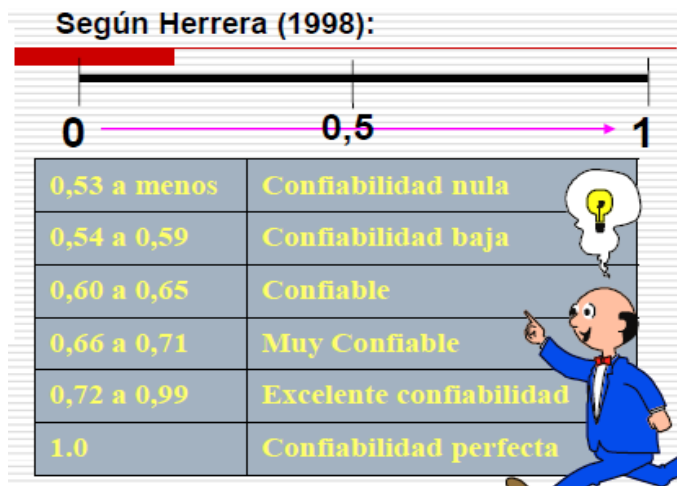 Según Herrera (1998):
0 0,5 1
0,53 a menos Confiabilidad nula
0,54 a 0,59 Confiabilidad baja
0,60 a 0,65 Confiable
0,66 a 0,71 Muy Confiable
0,72 a 0,99 Excelente confiabilidad
1.0 Confiabilidad perfecta